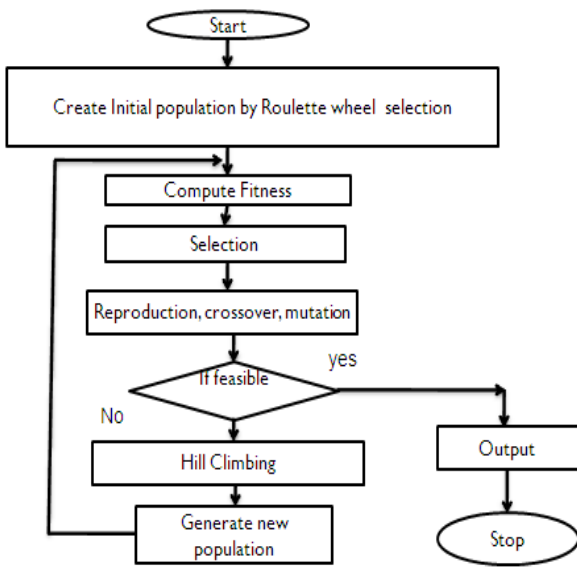 Start
Create Initial population by Roulette wheel selection
Compute Fitness
Selection
Reproduction, crossover, mutation
If feasible
yes
No
Hill Climbing
Output
Generate new
population
Stop